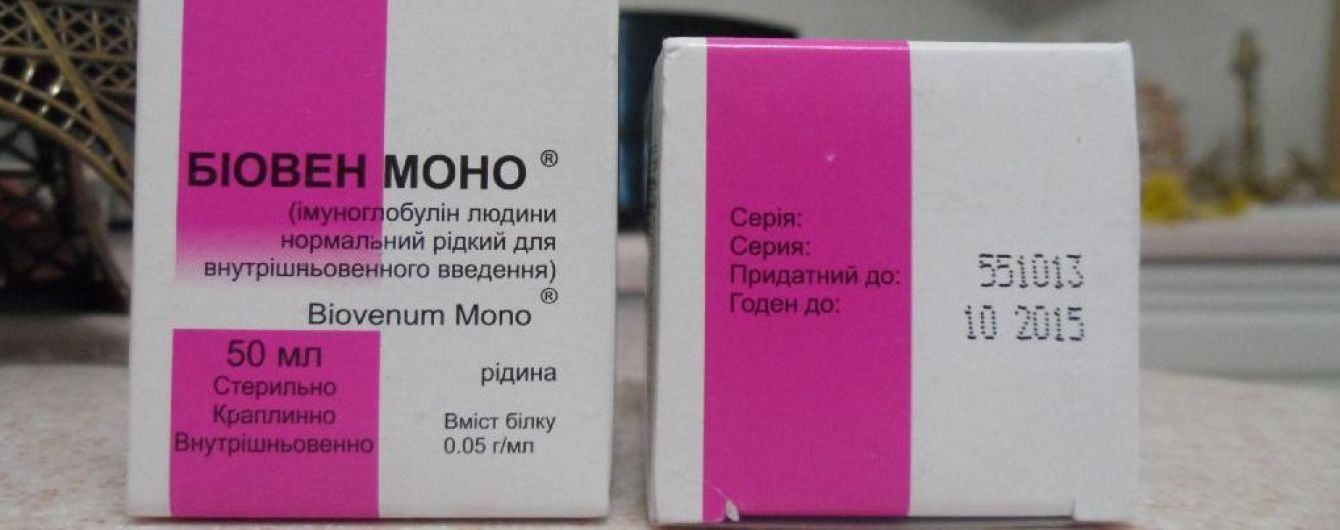 БІОВЕН МОНО ®
(імуноглобулін людини
нормальний рідкий для
внутрішньовенного введення)
Biovenum Mono ®
50 мл
Стерильно
Краплинно
Внутрішньовенно
рідина
Вміст білку
0.05 г/мл
Серія:
Серия:
Придатний до:
Годен до:
551013
10 2015